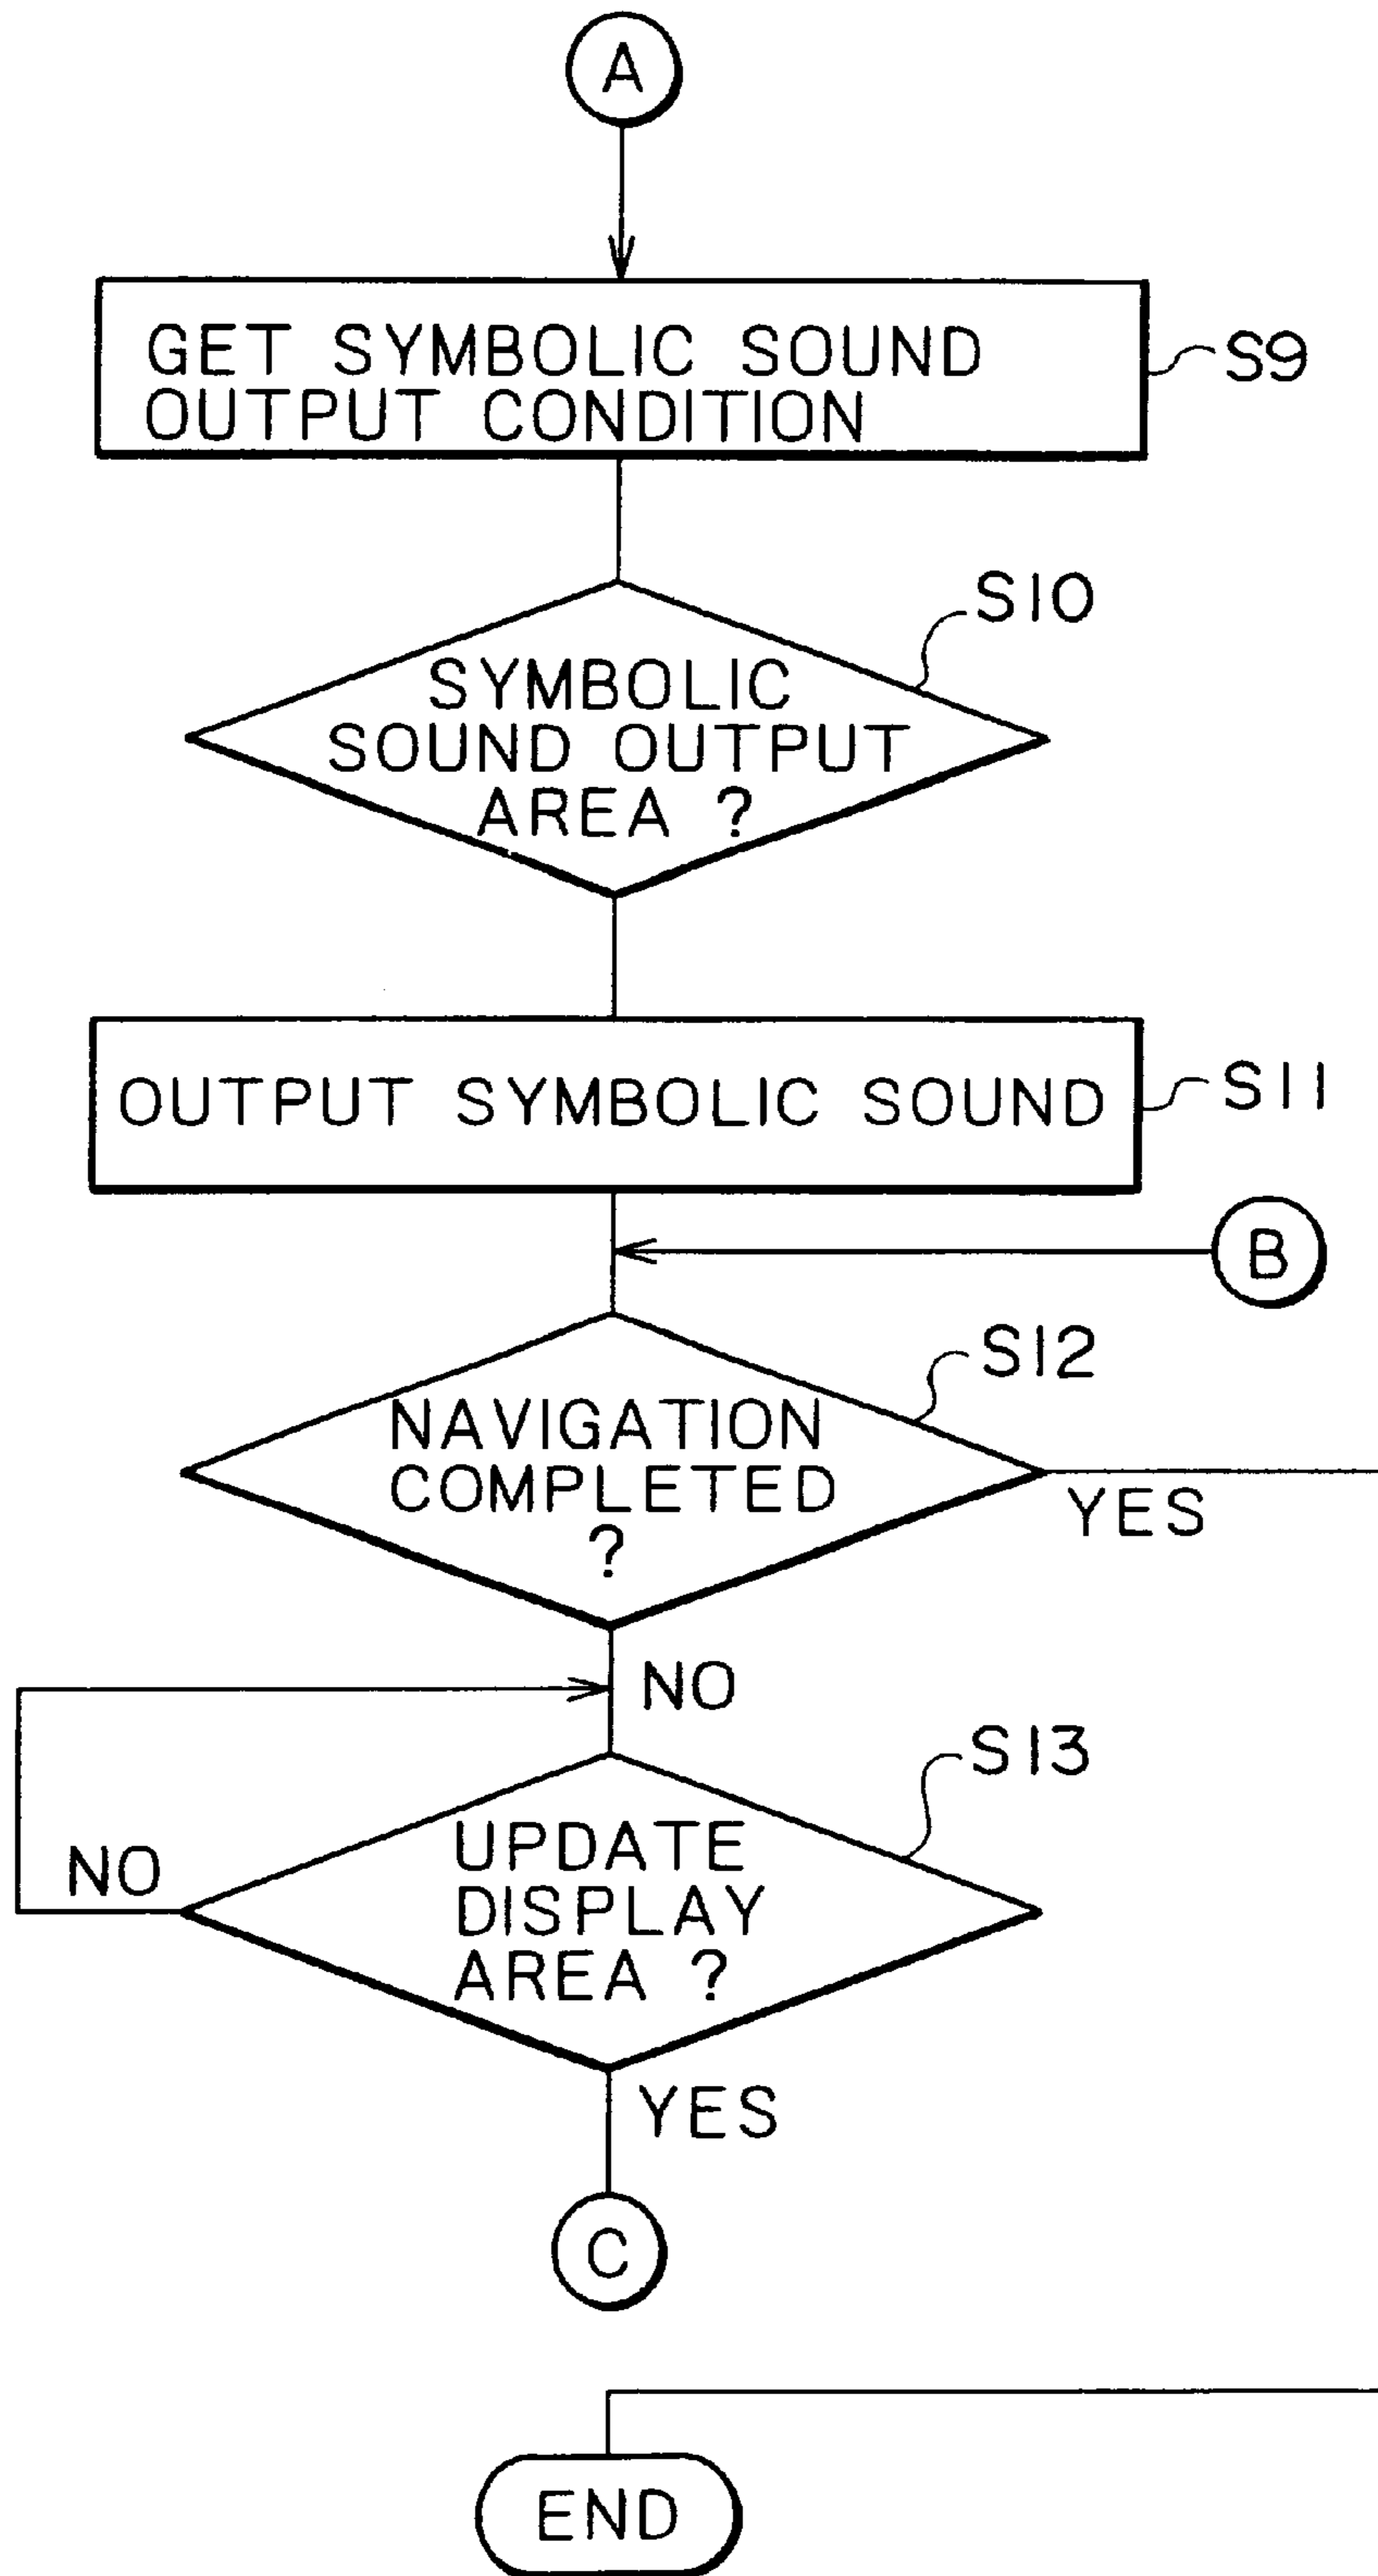 A
GET SYMBOLIC SOUND
OUTPUT CONDITION
S9
S10
SYMBOLIC
SOUND OUTPUT
AREA ?
OUTPUT SYMBOLIC SOUND
S11
B
S12
NAVIGATION
COMPLETED
?
YES
NO
S13
UPDATE
DISPLAY
AREA ?
NO
YES
C
END